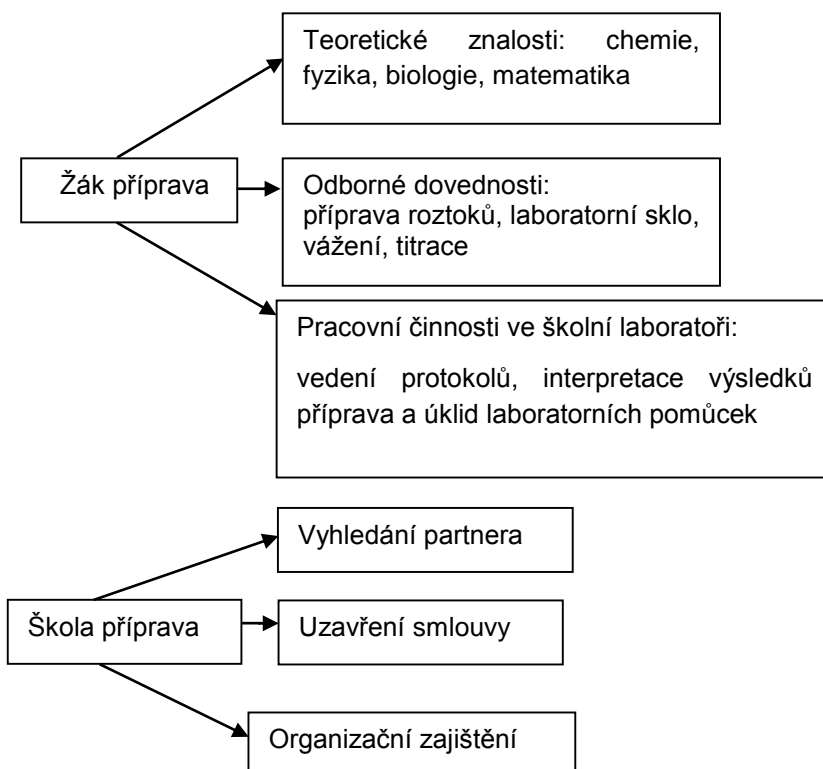 Teoretické znalosti: chemie,
fyzika, biologie, matematika
Žák příprava
Odborné dovednosti:
příprava roztoků, laboratorní sklo,
vážení, titrace
Pracovní činnosti ve školní laboratoři:
vedení protokolů, interpretace výsledků
příprava a úklid laboratorních pomůcek
Vyhledání partnera
Škola příprava
Uzavření smlouvy
Organizační zajištění